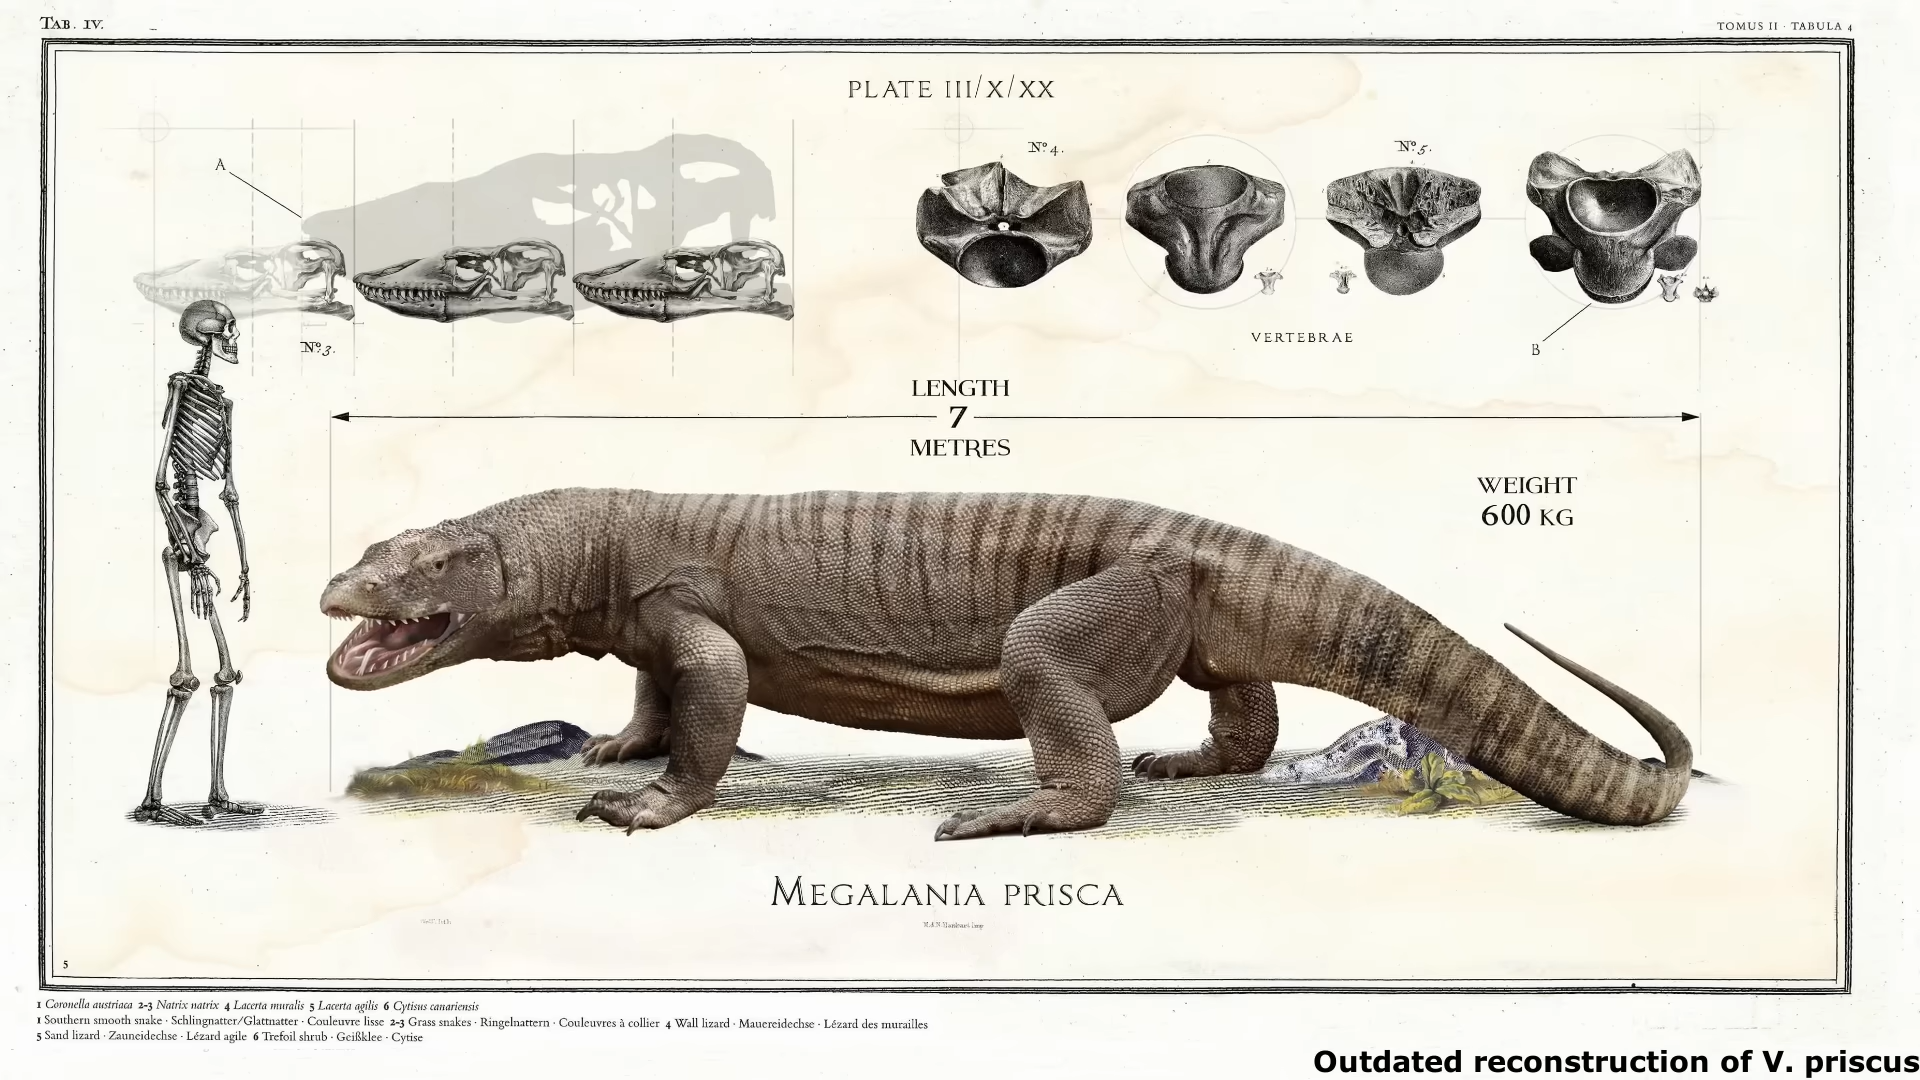 TAB. IV.
TOMUS II · TABULA 4
PLATE III/X/XX
A
Nº 4.
Nº 5.
Nº 3.
VERTEBRAE
B
LENGTH
7
METRES
WEIGHT
600 KG
MEGALANIA PRISCA
5
1 Coronella austriaca 2-3 Natrix natrix 4 Lacerta muralis 5 Lacerta agilis 6 Cytisus canariensis
1 Southern smooth snake · Schlingnatter/Glattnatter · Couleuvre lisse 2-3 Grass snakes · Ringelnattern · Couleuvres à collier 4 Wall lizard · Mauereidechse · Lézard des murailles
5 Sand lizard · Zauneidechse · Lézard agile 6 Trefoil shrub · Geißklee · Cytise
Outdated reconstruction of V. priscus